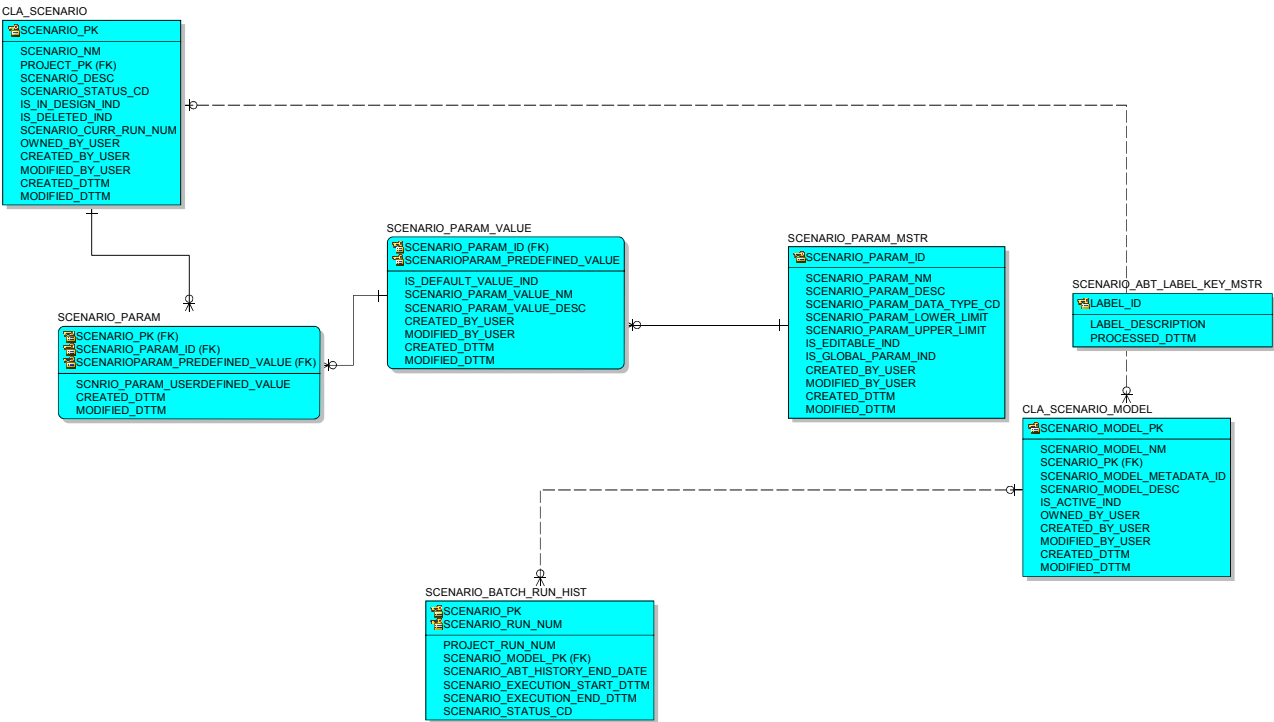 CLA_SCENARIO
SCENARIO_PK
SCENARIO_NM
PROJECT_PK (FK)
SCENARIO_DESC
SCENARIO_STATUS_CD
IS_IN_DESIGN_IND
IS_DELETED_IND
SCENARIO_CURR_RUN_NUM
OWNED_BY_USER
CREATED_BY_USER
MODIFIED_BY_USER
CREATED_DTTM
MODIFIED_DTTM
SCENARIO_PARAM
SCENARIO_PK (FK)
SCENARIO_PARAM_ID (FK)
SCENARIOPARAM_PREDEFINED_VALUE (FK)
SCNRIO_PARAM_USERDEFINED_VALUE
CREATED_DTTM
MODIFIED_DTTM
SCENARIO_PARAM_VALUE
SCENARIO_PARAM_ID (FK)
SCENARIOPARAM_PREDEFINED_VALUE
IS_DEFAULT_VALUE_IND
SCENARIO_PARAM_VALUE_NM
SCENARIO_PARAM_VALUE_DESC
CREATED_BY_USER
MODIFIED_BY_USER
CREATED_DTTM
MODIFIED_DTTM
SCENARIO_PARAM_MSTR
SCENARIO_PARAM_ID
SCENARIO_PARAM_NM
SCENARIO_PARAM_DESC
SCENARIO_PARAM_DATA_TYPE_CD
SCENARIO_PARAM_LOWER_LIMIT
SCENARIO_PARAM_UPPER_LIMIT
IS_EDITABLE_IND
IS_GLOBAL_PARAM_IND
CREATED_BY_USER
MODIFIED_BY_USER
CREATED_DTTM
MODIFIED_DTTM
SCENARIO_ABT_LABEL_KEY_MSTR
LABEL_ID
LABEL_DESCRIPTION
PROCESSED_DTTM
CLA_SCENARIO_MODEL
SCENARIO_MODEL_PK
SCENARIO_MODEL_NM
SCENARIO_PK (FK)
SCENARIO_MODEL_METADATA_ID
SCENARIO_MODEL_DESC
IS_ACTIVE_IND
OWNED_BY_USER
CREATED_BY_USER
MODIFIED_BY_USER
CREATED_DTTM
MODIFIED_DTTM
SCENARIO_BATCH_RUN_HIST
SCENARIO_PK
SCENARIO_RUN_NUM
PROJECT_RUN_NUM
SCENARIO_MODEL_PK (FK)
SCENARIO_ABT_HISTORY_END_DATE
SCENARIO_EXECUTION_START_DTTM
SCENARIO_EXECUTION_END_DTTM
SCENARIO_STATUS_CD